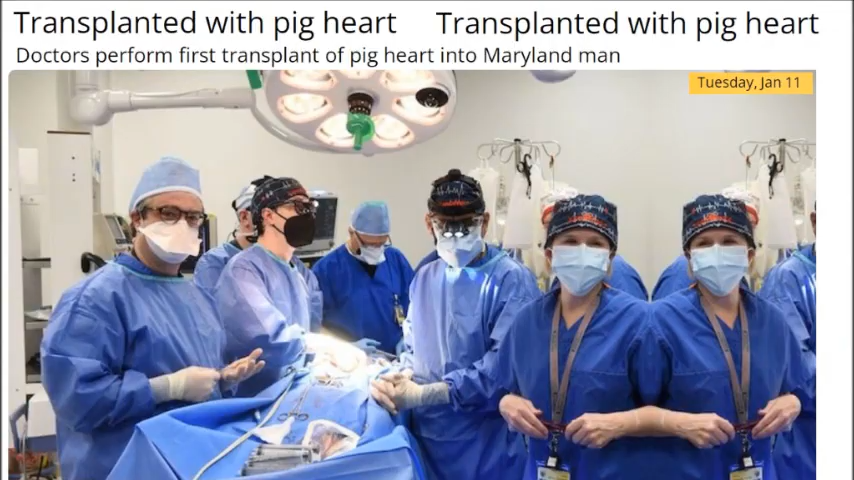 Transplanted with pig heart Transplanted with pig heart
Doctors perform first transplant of pig heart into Maryland man
Tuesday, Jan 11